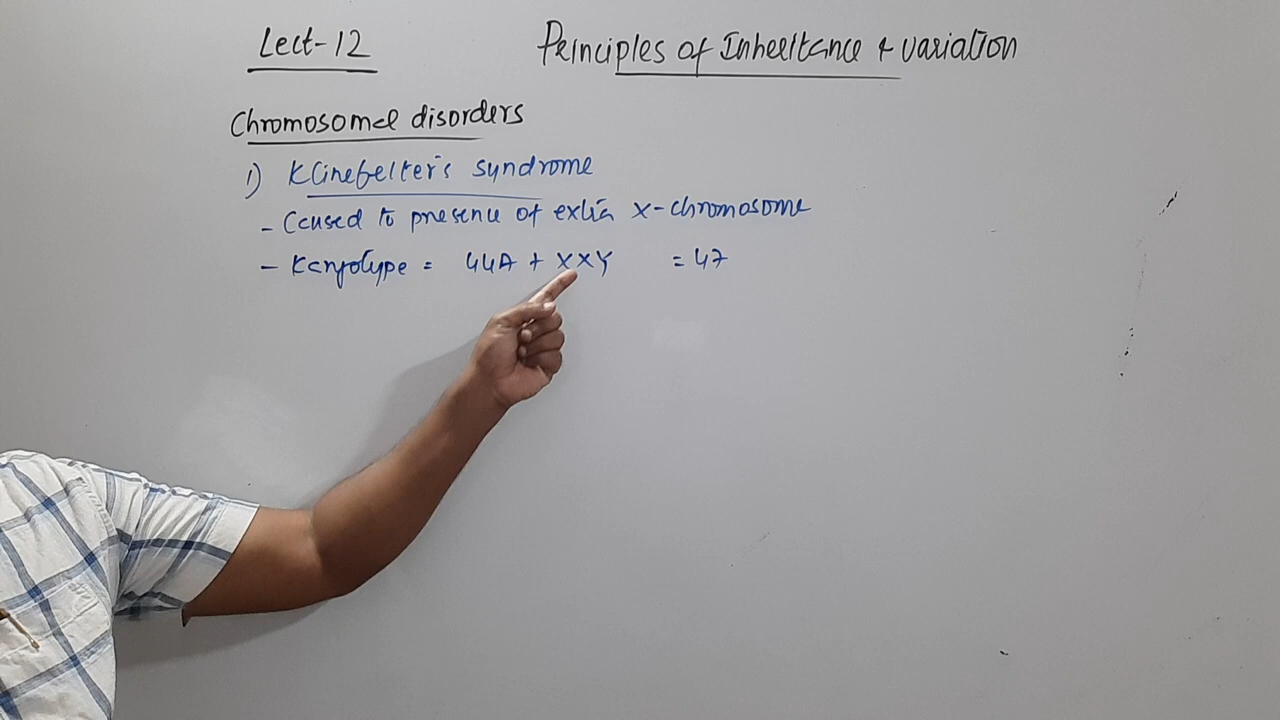 Lect-12
Principles of Inheritance & variation
Chromosomal disorders
1) Klinefelter's syndrome
- Caused to presence of extra X-chromosome
- Karyotype = 44A + XXY = 47